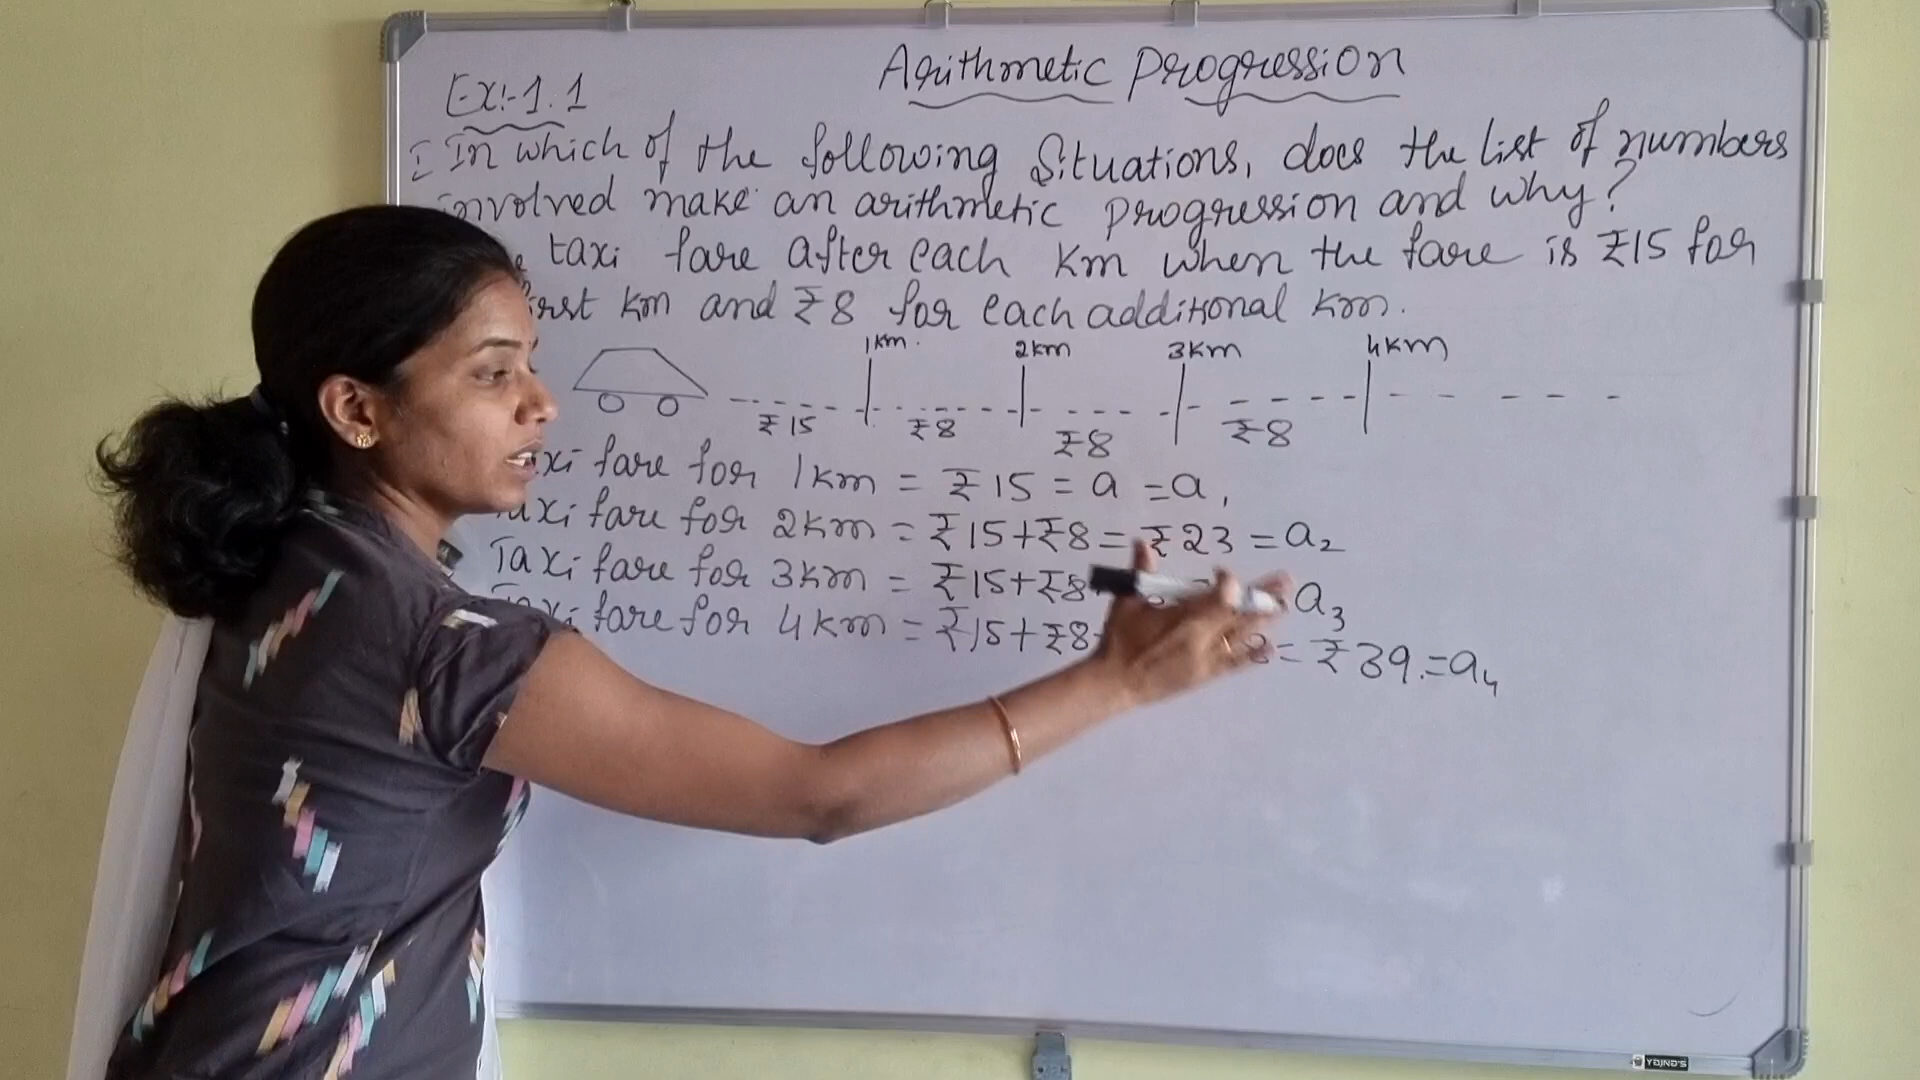 Arithmetic Progression
Ex:-1.1
I In which of the following Situations, does the list of numbers
involved make an arithmetic progression and why?
taxi fare after each km when the fare is ₹15 for
first km and ₹8 for each additional km.
1km. 2km 3km 4km
₹15 ₹8 ₹8 ₹8
Taxi fare for 1km = ₹15 = a = a1
Taxi fare for 2km = ₹15+₹8 = ₹23 = a2
Taxi fare for 3km = ₹15+₹8 a3
Taxi fare for 4km = ₹15+₹8+ 8 = ₹39. = a4
YAJNO'S